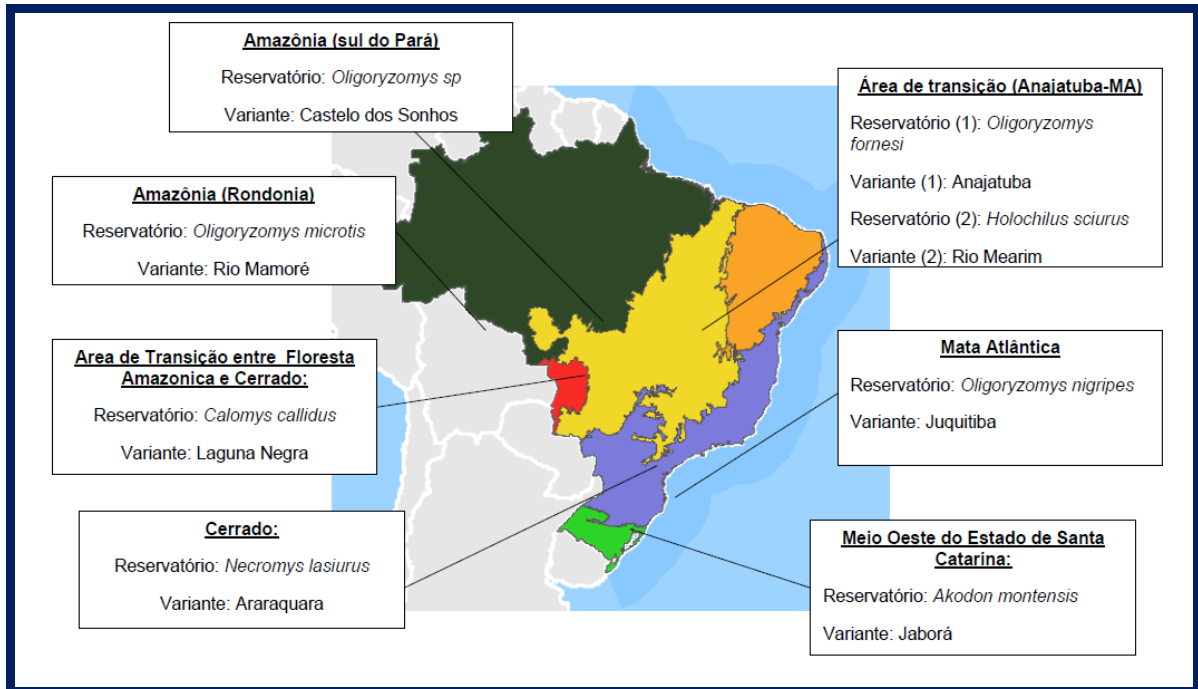 Amazônia (sul do Pará)
Reservatório: Oligoryzomys sp
Variante: Castelo dos Sonhos
Amazônia (Rondonia)
Reservatório: Oligoryzomys microtis
Variante: Rio Mamoré
Area de Transição entre Floresta
Amazonica e Cerrado:
Reservatório: Calomys callidus
Variante: Laguna Negra
Cerrado:
Reservatório: Necromys lasiurus
Variante: Araraquara
Área de transição (Anajatuba-MA)
Reservatório (1): Oligoryzomys
fornesi
Variante (1): Anajatuba
Reservatório (2): Holochilus sciurus
Variante (2): Rio Mearim
Mata Atlântica
Reservatório: Oligoryzomys nigripes
Variante: Juquitiba
Meio Oeste do Estado de Santa
Catarina:
Reservatório: Akodon montensis
Variante: Jaborá